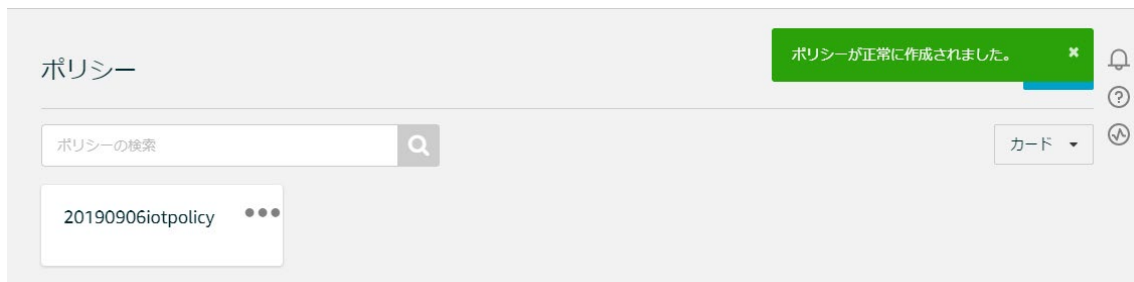 ポリシーが正常に作成されました。
ポリシー
ポリシーの検索
カード
20190906iotpolicy